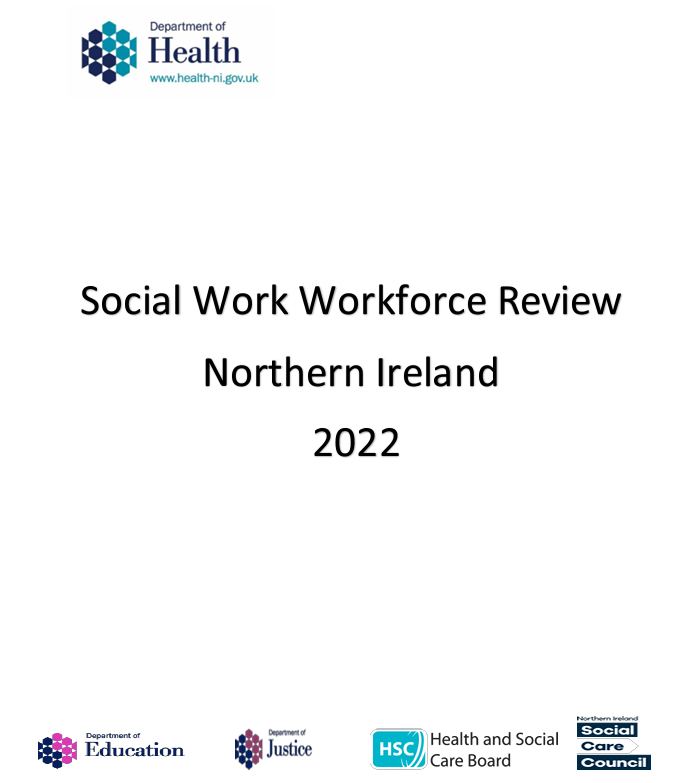 Department of
Health
www.health-ni.gov.uk
Social Work Workforce Review
Northern Ireland
2022
Department of
Education
Department of
Justice
HSC
Health and Social
Care Board
Northern Ireland
Social
Care
Council